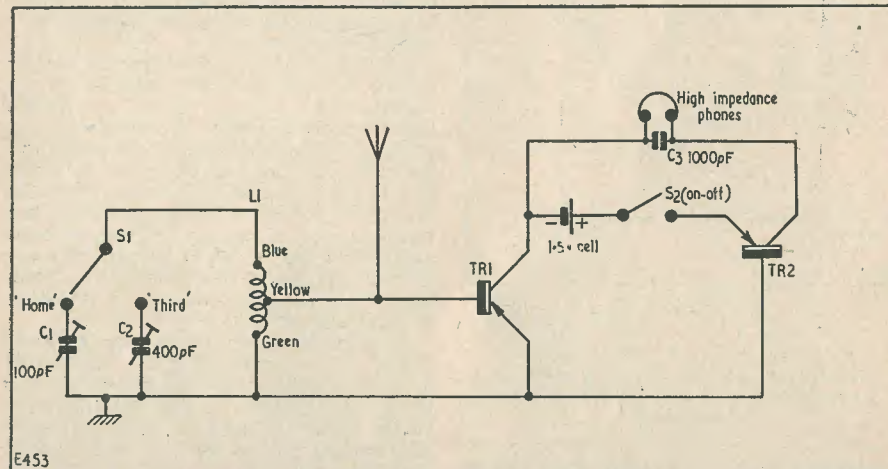 High impedance
phones
C3 1000pF
S2(on-off)
- +
1·5v cell
TR1
TR2
L1
S1
Blue
Yellow
Green
'Home'
'Third'
C1
100pF
C2
400pF
E453